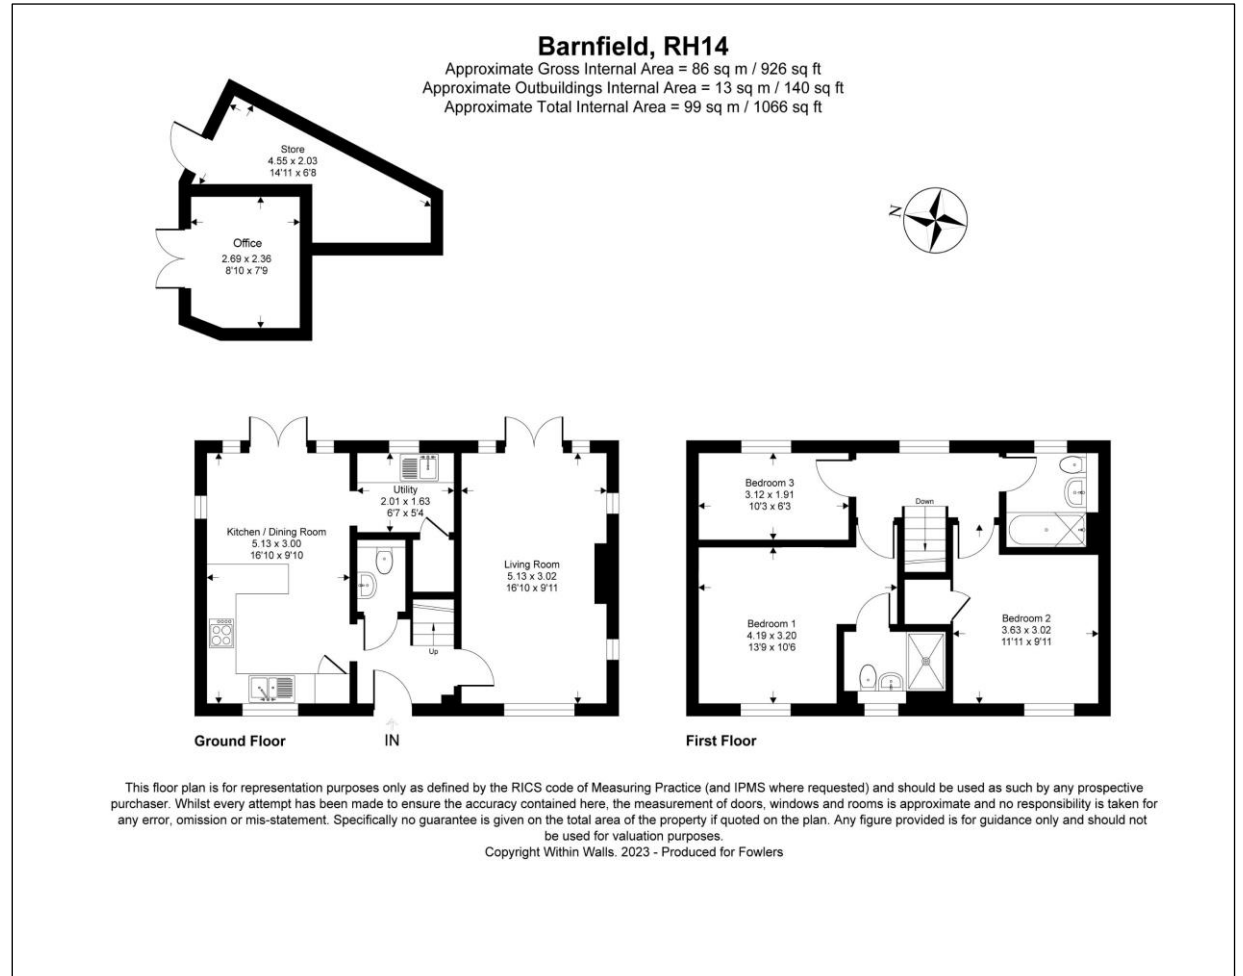 Barnfield, RH14
Approximate Gross Internal Area = 86 sq m / 926 sq ft
Approximate Outbuildings Internal Area = 13 sq m / 140 sq ft
Approximate Total Internal Area = 99 sq m / 1066 sq ft
Store
4.55 x 2.03
14'11 x 6'8
N
Office
2.69 x 2.36
8'10 x 7'9
Kitchen / Dining Room
5.13 x 3.00
16'10 x 9'10
Utility
2.01 x 1.63
6'7 x 5'4
Living Room
5.13 x 3.02
16'10 x 9'11
Up
Bedroom 3
3.12 x 1.91
10'3 x 6'3
Down
Bedroom 1
4.19 x 3.20
13'9 x 10'6
Bedroom 2
3.63 x 3.02
11'11 x 9'11
Ground Floor
IN
First Floor
This floor plan is for representation purposes only as defined by the RICS code of Measuring Practice (and IPMS where requested) and should be used as such by any prospective
purchaser. Whilst every attempt has been made to ensure the accuracy contained here, the measurement of doors, windows and rooms is approximate and no responsibility is taken for
any error, omission or mis-statement. Specifically no guarantee is given on the total area of the property if quoted on the plan. Any figure provided is for guidance only and should not
be used for valuation purposes.
Copyright Within Walls. 2023 - Produced for Fowlers